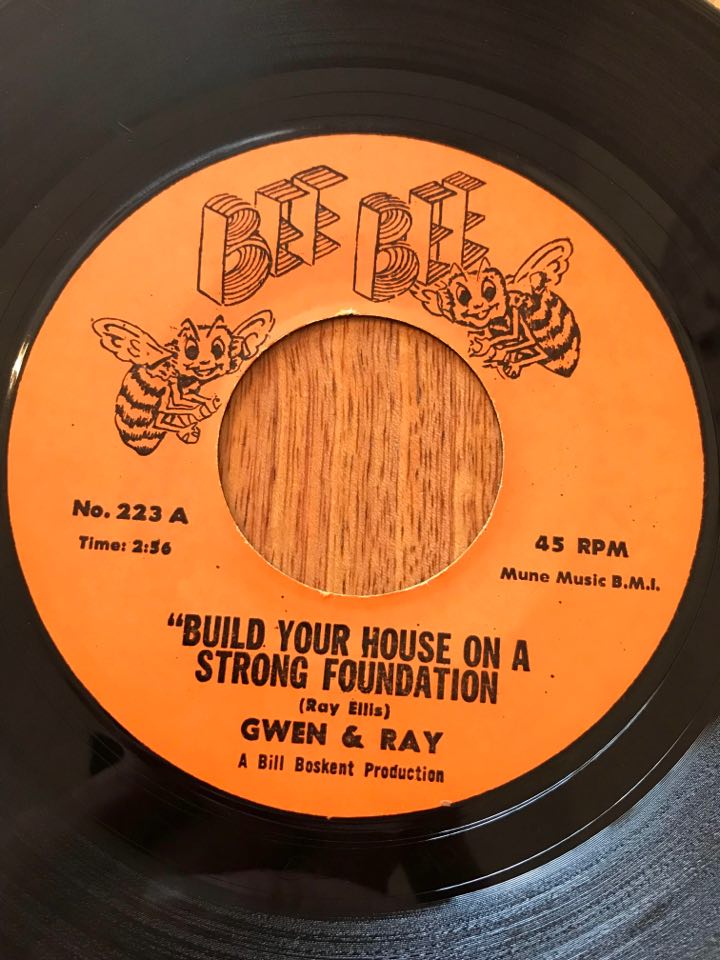 BEE BEE
No. 223 A
Time: 2:56
45 RPM
Mune Music B.M.I.
“BUILD YOUR HOUSE ON A
STRONG FOUNDATION
(Ray Ellis)
GWEN & RAY
A Bill Boskent Production